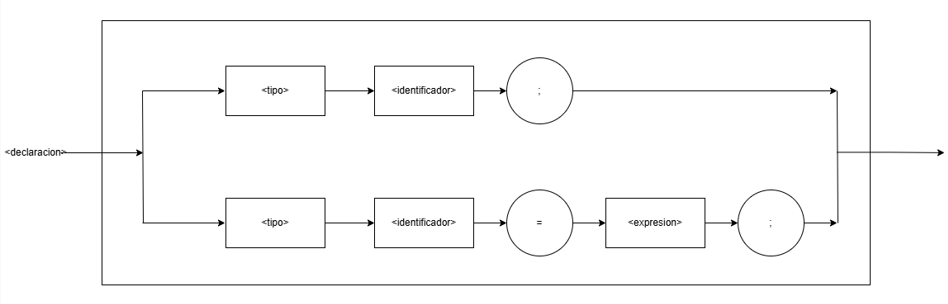 <tipo> <identificador> ;
<declaracion>
<tipo> <identificador> = <expresion> ;